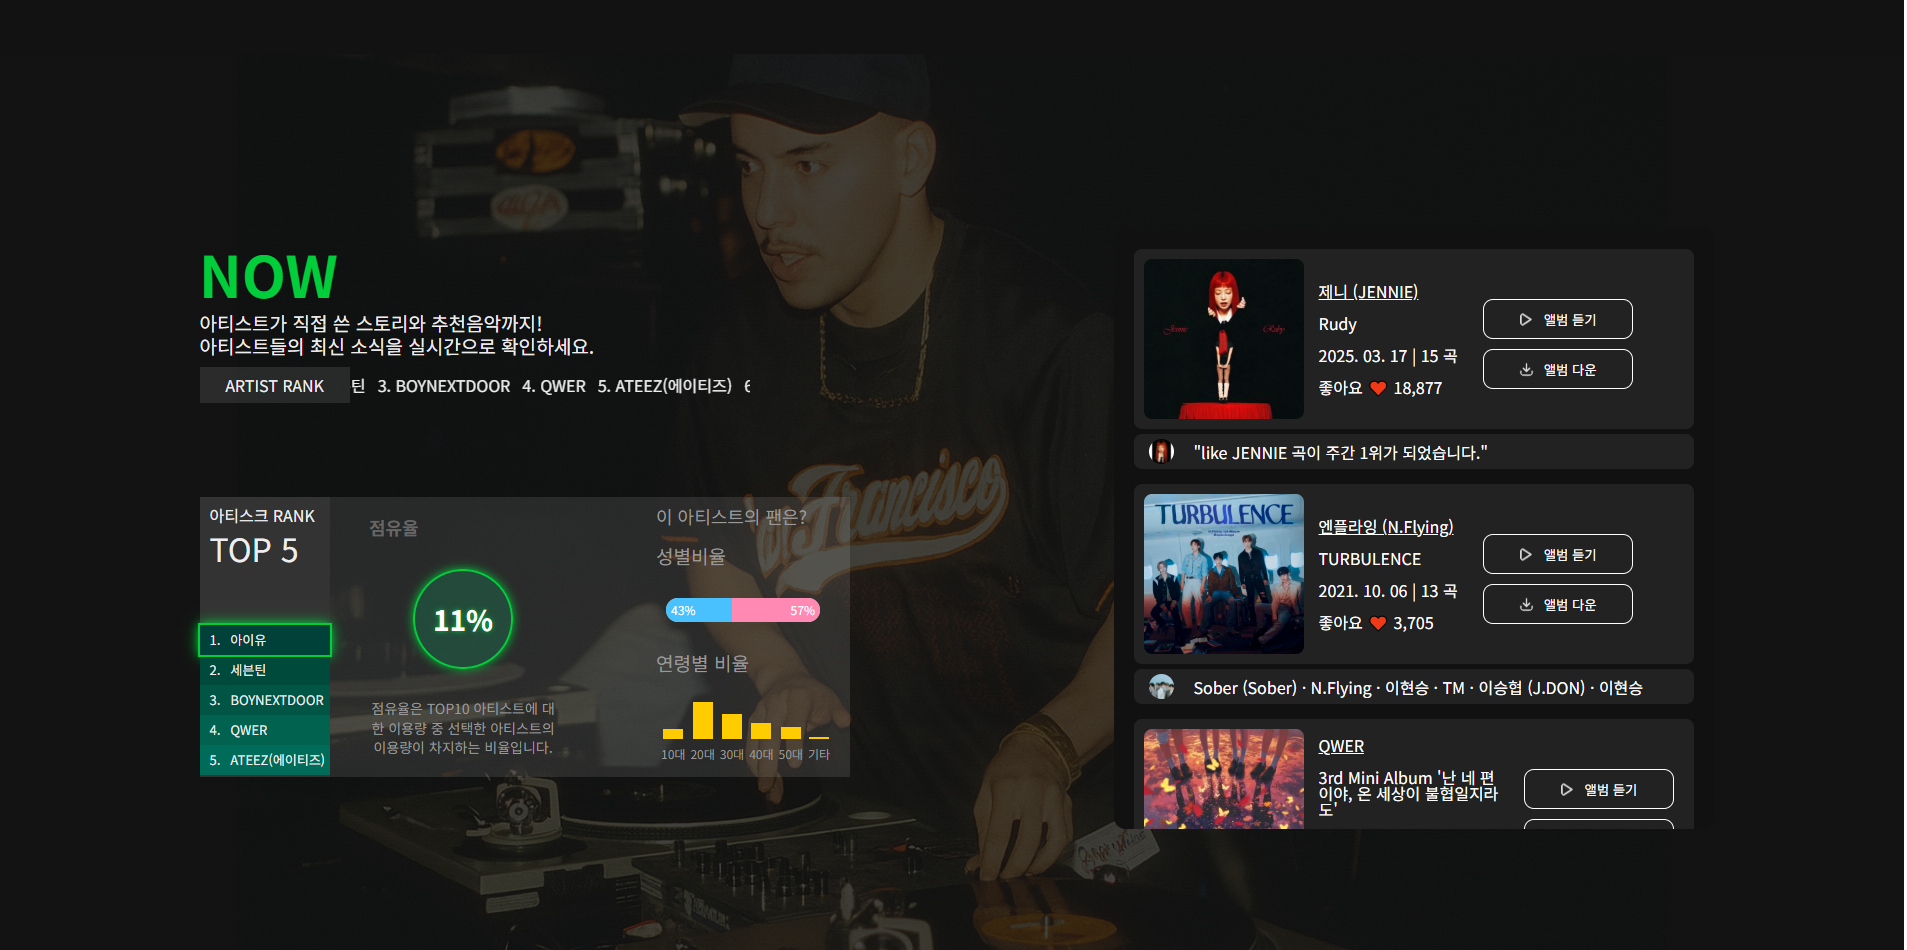 NOW
아티스트가 직접 쓴 스토리와 추천음악까지!
아티스트들의 최신 소식을 실시간으로 확인하세요.
ARTIST RANK
틴 3. BOYNEXTDOOR 4. QWER 5. ATEEZ(에이티즈) 6
아티스크 RANK
TOP 5
1. 아이유
2. 세븐틴
3. BOYNEXTDOOR
4. QWER
5. ATEEZ(에이티즈)
점유율
11%
점유율은 TOP10 아티스트에 대
한 이용량 중 선택한 아티스트의
이용량이 차지하는 비율입니다.
이 아티스트의 팬은?
성별비율
43% 57%
연령별 비율
10대 20대 30대 40대 50대 기타
Francisco
Jennie Ruby
제니 (JENNIE)
Rudy
2025. 03. 17 | 15 곡
좋아요 18,877
앨범 듣기
앨범 다운
"like JENNIE 곡이 주간 1위가 되었습니다."
TURBULENCE
엔플라잉 (N.Flying)
TURBULENCE
2021. 10. 06 | 13 곡
좋아요 3,705
앨범 듣기
앨범 다운
Sober (Sober) · N.Flying · 이현승 · TM · 이승협 (J.DON) · 이현승
QWER
3rd Mini Album '난 네 편
이야, 온 세상이 불협일지라
도'
앨범 듣기